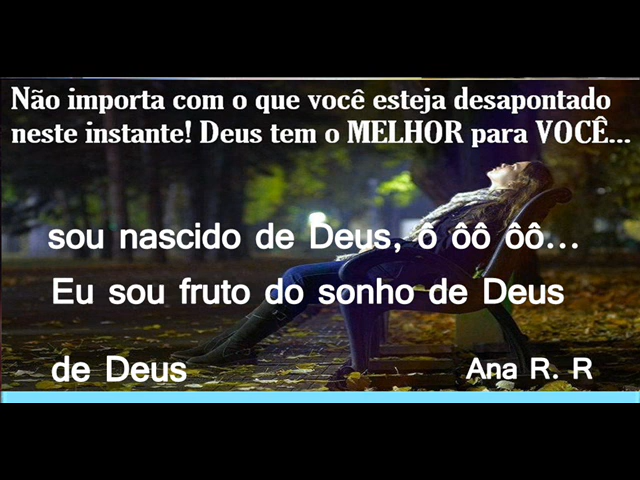 Não importa com o que você esteja desapontado
neste instante! Deus tem o MELHOR para VOCÊ...
sou nascido de Deus, ô ôô ôô...
Eu sou fruto do sonho de Deus
de Deus
Ana R. R